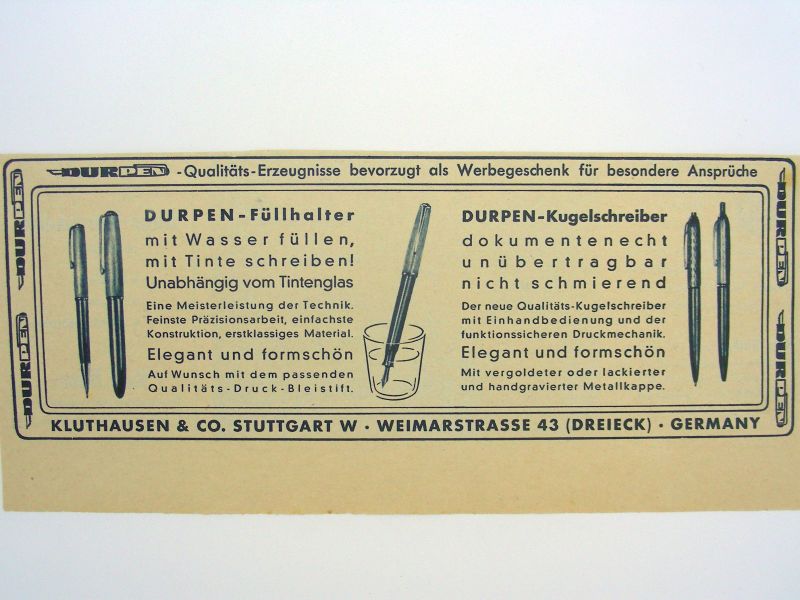 DURPEN -Qualitäts-Erzeugnisse bevorzugt als Werbegeschenk für besondere Ansprüche
DURPEN
DURPEN
DURPEN-Füllhalter
mit Wasser füllen,
mit Tinte schreiben!
Unabhängig vom Tintenglas
Eine Meisterleistung der Technik.
Feinste Präzisionsarbeit, einfachste
Konstruktion, erstklassiges Material.
Elegant und formschön
Auf Wunsch mit dem passenden
Qualitäts-Druck-Bleistift.
DURPEN-Kugelschreiber
dokumentenecht
unübertragbar
nicht schmierend
Der neue Qualitäts-Kugelschreiber
mit Einhandbedienung und der
funktionssicheren Druckmechanik.
Elegant und formschön
Mit vergoldeter oder lackierter
und handgravierter Metallkappe.
DURPEN
DURPEN
KLUTHAUSEN & CO. STUTTGART W · WEIMARSTRASSE 43 (DREIECK) · GERMANY